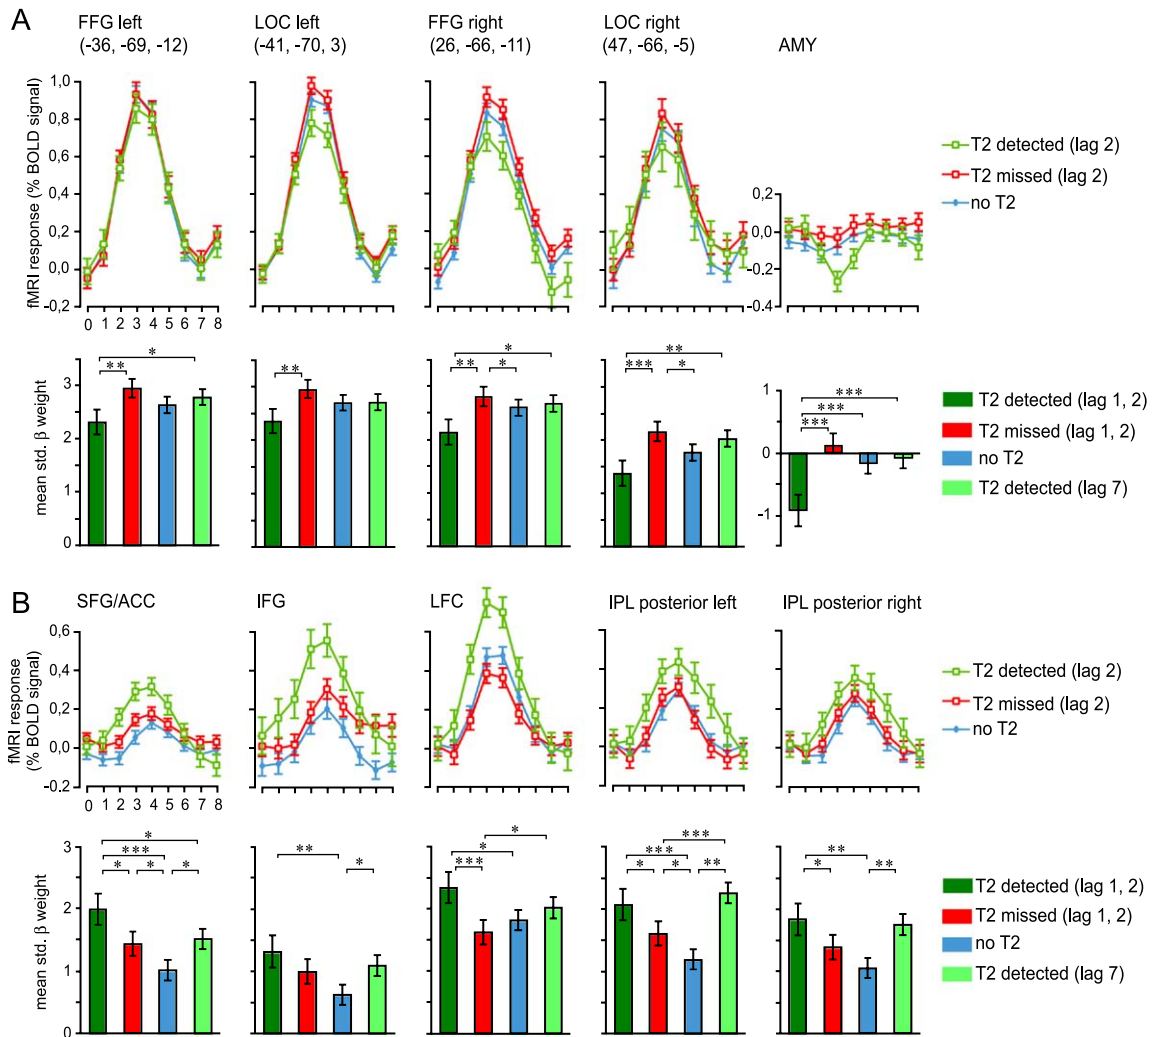 A
FFG left
(-36, -69, -12)
LOC left
(-41, -70, 3)
FFG right
(26, -66, -11)
LOC right
(47, -66, -5)
AMY
fMRI response (% BOLD signal)
1,0
0,8
0,6
0,4
0,2
0,0
-0,2
0 1 2 3 4 5 6 7 8
0,2
-0.0
-0.2
-0.4
T2 detected (lag 2)
T2 missed (lag 2)
no T2
mean std. β weight
3
2
1
0
** *
**
** * *
*** * **
1
0
-1
*** *** ***
T2 detected (lag 1, 2)
T2 missed (lag 1, 2)
no T2
T2 detected (lag 7)
B
SFG/ACC
IFG
LFC
IPL posterior left
IPL posterior right
fMRI response
(% BOLD signal)
0,6
0,4
0,2
0,0
-0.2
0 1 2 3 4 5 6 7 8
T2 detected (lag 2)
T2 missed (lag 2)
no T2
mean std. β weight
3
2
1
0
*
***
* * *
**
*
*
*
***
***
***
* * **
**
* **
T2 detected (lag 1, 2)
T2 missed (lag 1, 2)
no T2
T2 detected (lag 7)